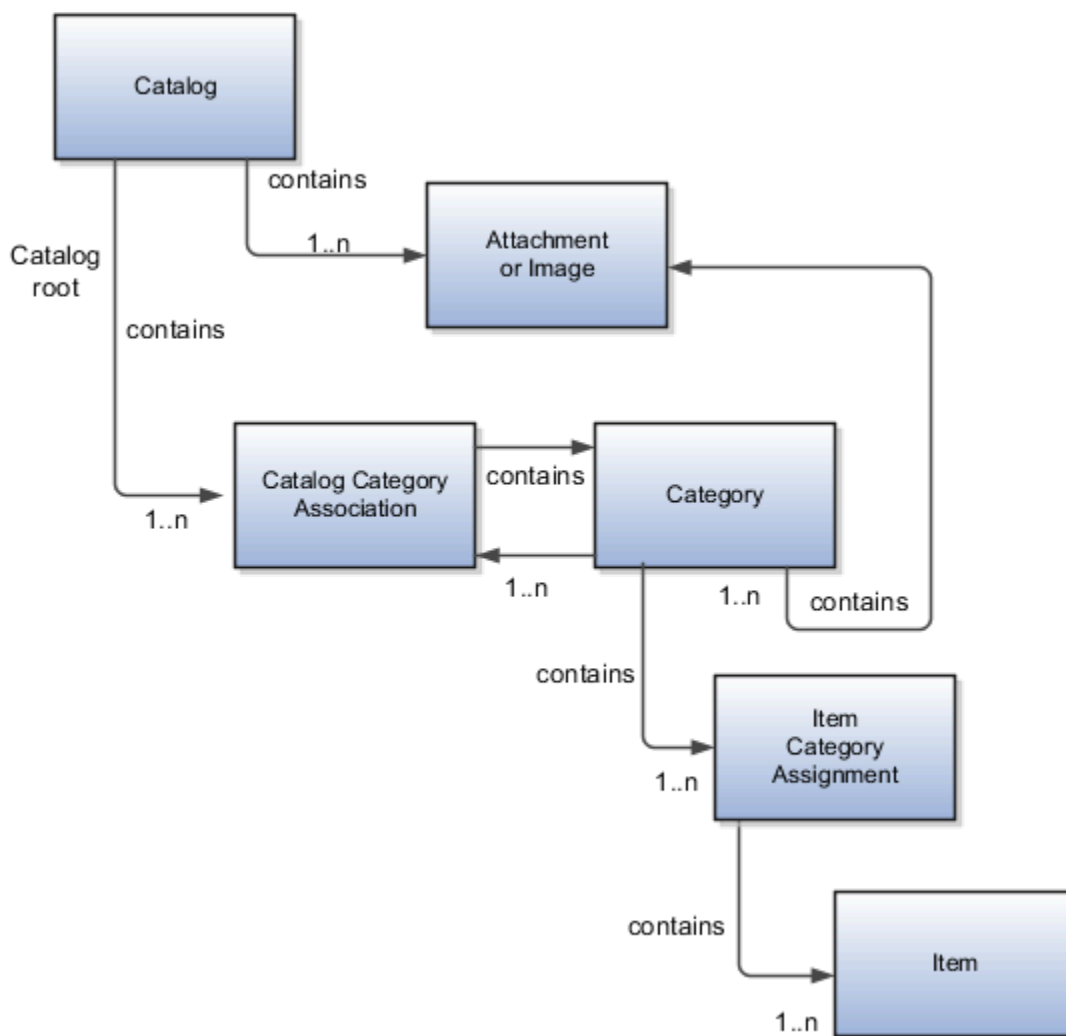 Catalog
contains
1..n
Attachment
or Image
Catalog
root
contains
1..n
Catalog Category
Association
contains
Category
1..n
1..n
contains
contains
1..n
Item
Category
Assignment
contains
1..n
Item